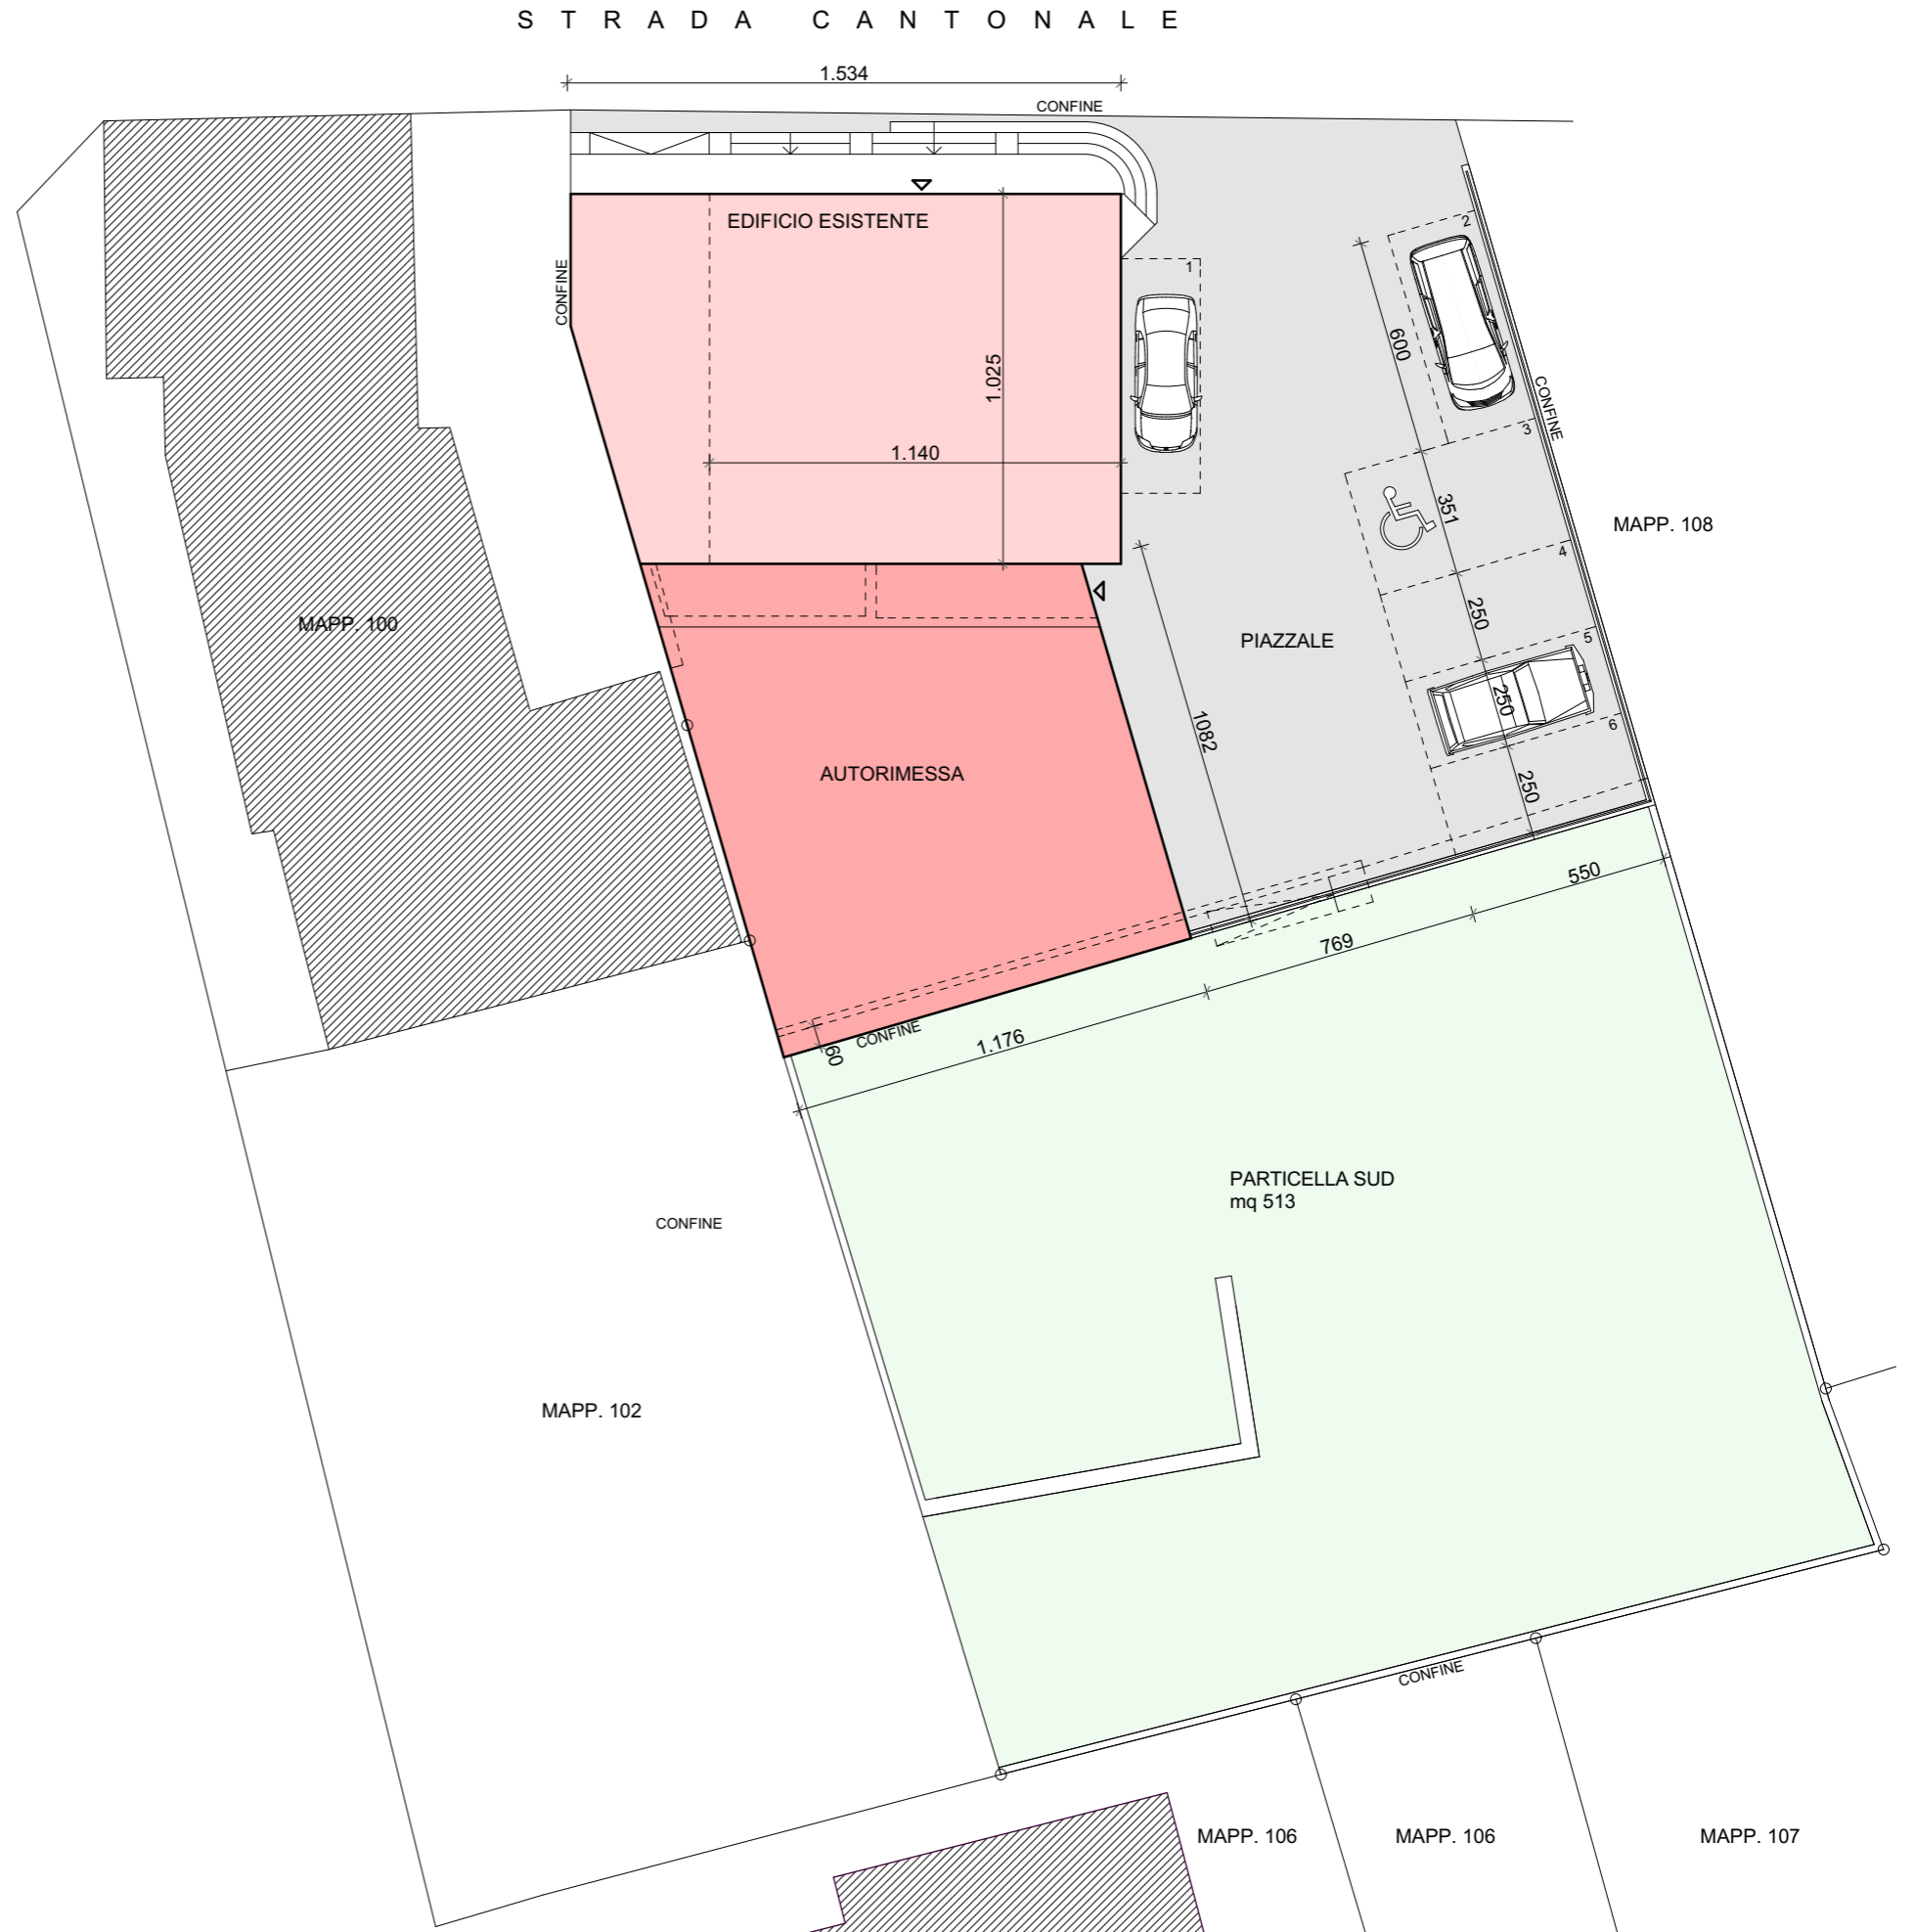 STRADA CANTONALE
1.534
CONFINE
EDIFICIO ESISTENTE
CONFINE
1.025
1.140
1
2
600
CONFINE
3
351
MAPP. 108
4
250
5
250
6
250
MAPP. 100
PIAZZALE
1082
AUTORIMESSA
550
769
1.176
CONFINE
60
PARTICELLA SUD
mq 513
CONFINE
MAPP. 102
CONFINE
MAPP. 106
MAPP. 106
MAPP. 107